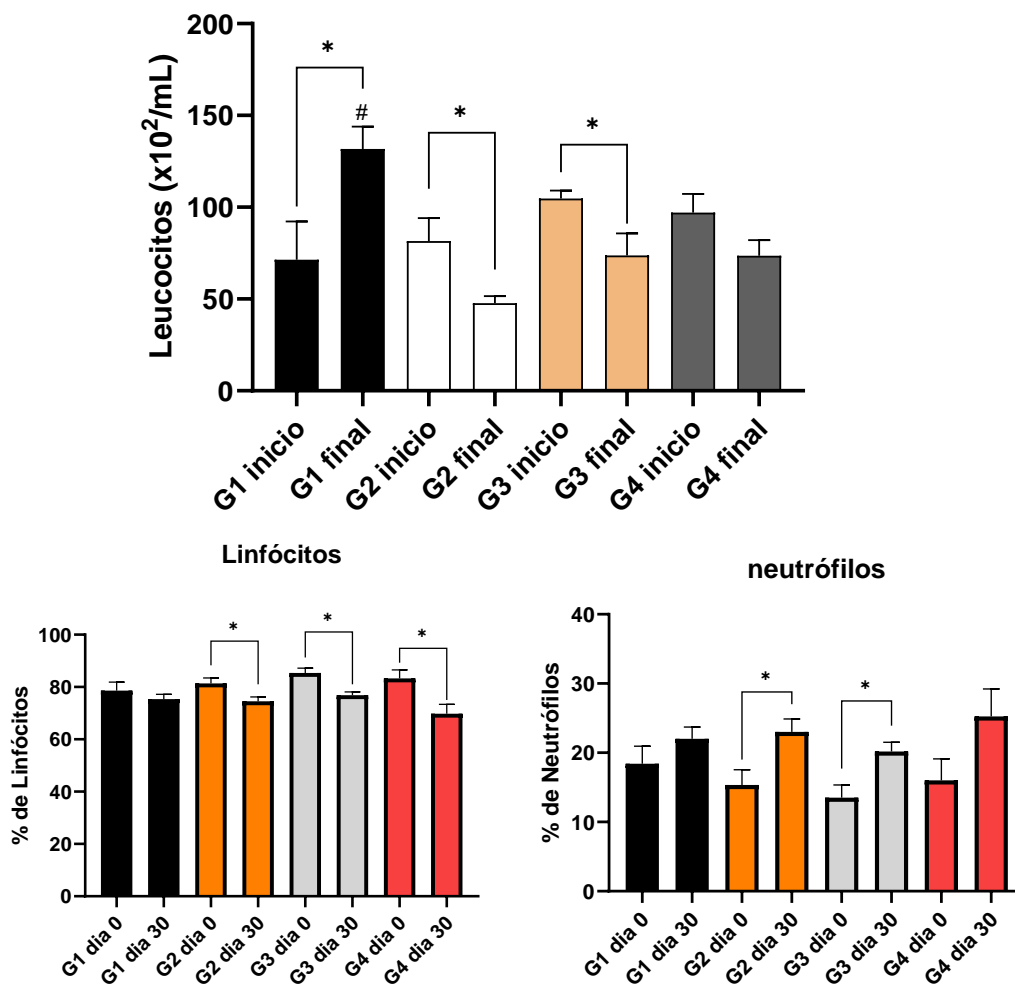 Leucocitos (x10²/mL)
200
150
100
50
0
*
#
*
*
G1 inicio
G1 final
G2 inicio
G2 final
G3 inicio
G3 final
G4 inicio
G4 final
Linfócitos
% de Linfócitos
100
80
60
40
20
0
*
*
*
G1 dia 0
G1 dia 30
G2 dia 0
G2 dia 30
G3 dia 0
G3 dia 30
G4 dia 0
G4 dia 30
neutrófilos
% de Neutrófilos
40
30
20
10
0
*
*
G1 dia 0
G1 dia 30
G2 dia 0
G2 dia 30
G3 dia 0
G3 dia 30
G4 dia 0
G4 dia 30